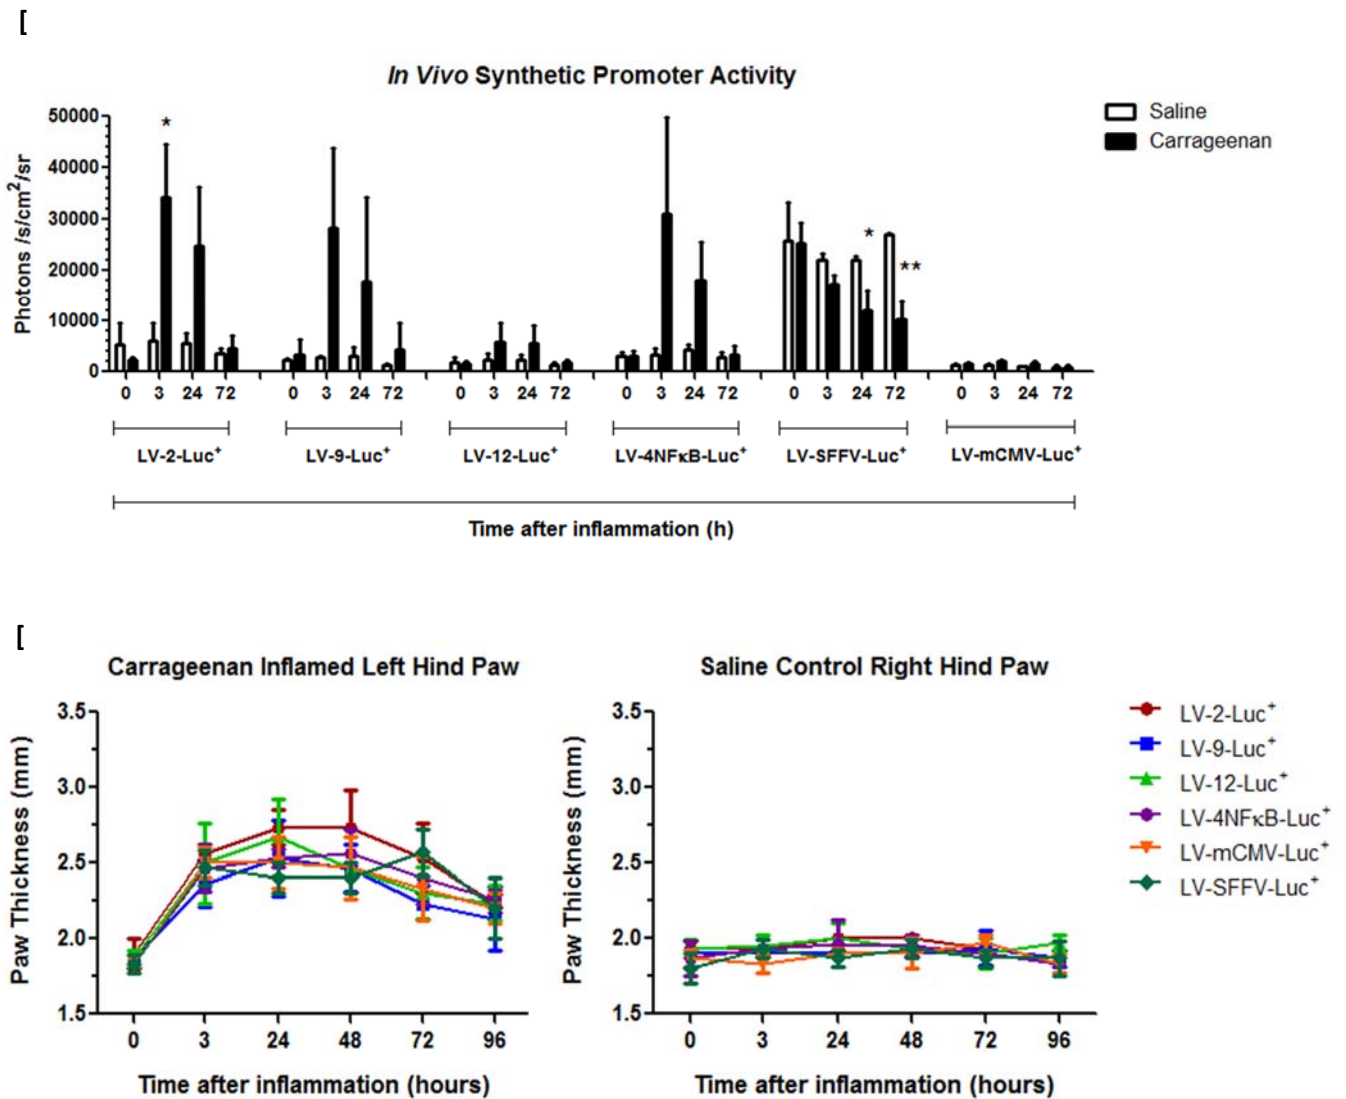 [
In Vivo Synthetic Promoter Activity
Saline
Carrageenan
Photons /s/cm²/sr
50000
40000
30000
20000
10000
0
*
*
**
0 3 24 72 0 3 24 72 0 3 24 72 0 3 24 72 0 3 24 72 0 3 24 72
LV-2-Luc⁺ LV-9-Luc⁺ LV-12-Luc⁺ LV-4NFκB-Luc⁺ LV-SFFV-Luc⁺ LV-mCMV-Luc⁺
Time after inflammation (h)
[
Carrageenan Inflamed Left Hind Paw
Paw Thickness (mm)
3.5
3.0
2.5
2.0
1.5
0 3 24 48 72 96
Time after inflammation (hours)
Saline Control Right Hind Paw
Paw Thickness (mm)
3.5
3.0
2.5
2.0
1.5
0 3 24 48 72 96
Time after inflammation (hours)
LV-2-Luc⁺
LV-9-Luc⁺
LV-12-Luc⁺
LV-4NFκB-Luc⁺
LV-mCMV-Luc⁺
LV-SFFV-Luc⁺